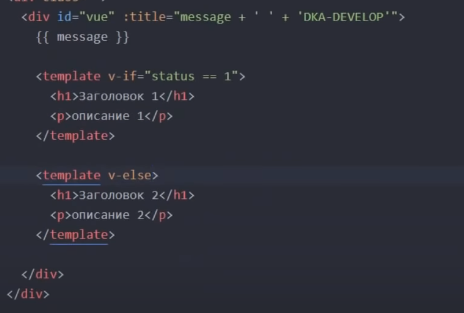 <div id="vue" :title="message + ' ' + 'DKA-DEVELOP'">
{{ message }}
<template v-if="status == 1">
<h1>Заголовок 1</h1>
<p>описание 1</p>
</template>
<template v-else>
<h1>Заголовок 2</h1>
<p>описание 2</p>
</template>
</div>
</div>